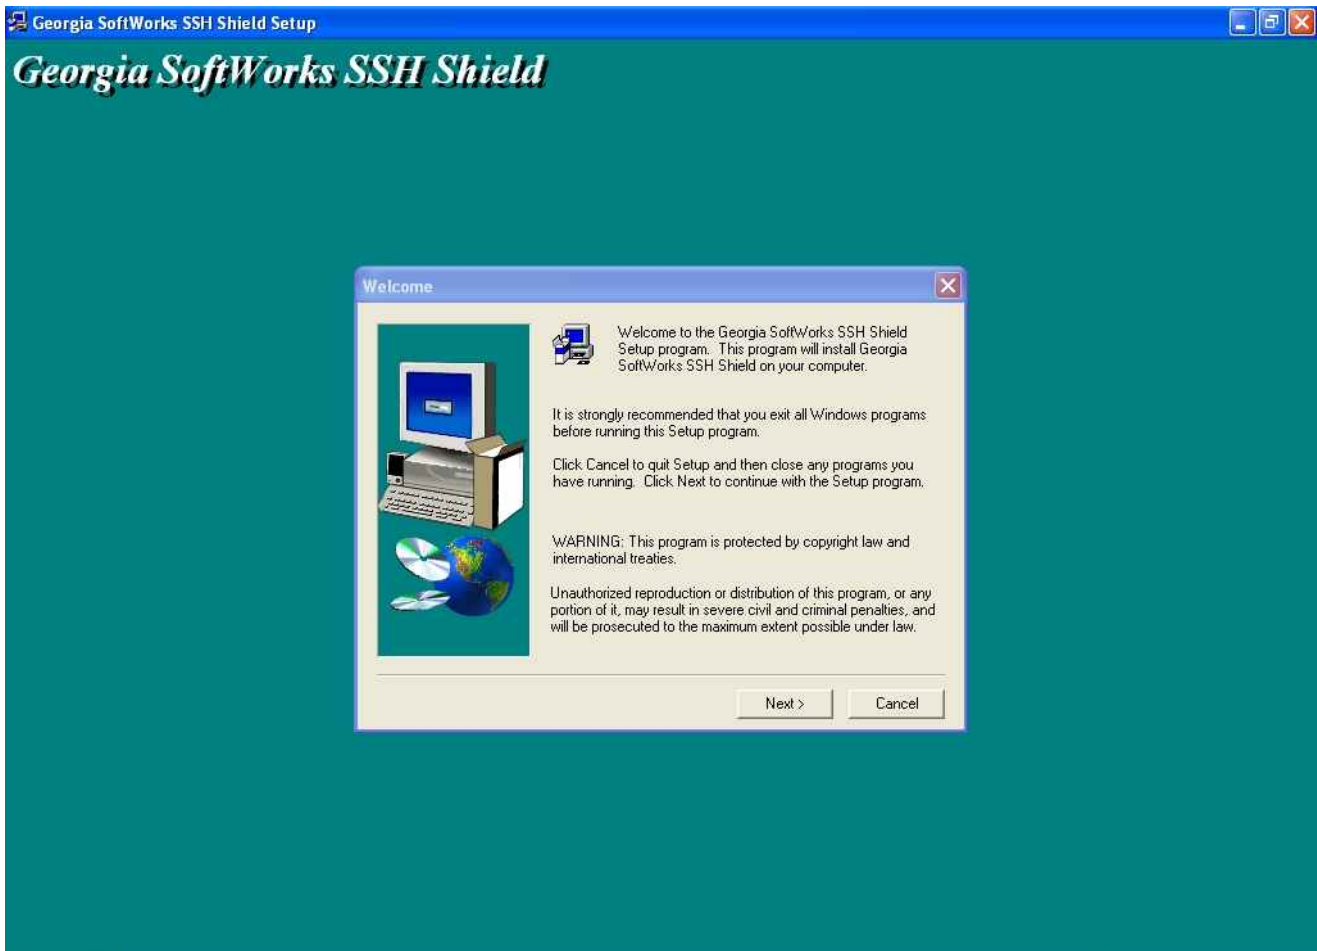 Georgia SoftWorks SSH Shield Setup
Georgia SoftWorks SSH Shield
Welcome
Welcome to the Georgia SoftWorks SSH Shield
Setup program.  This program will install Georgia
SoftWorks SSH Shield on your computer.
It is strongly recommended that you exit all Windows programs
before running this Setup program.
Click Cancel to quit Setup and then close any programs you
have running.  Click Next to continue with the Setup program.
WARNING: This program is protected by copyright law and
international treaties.
Unauthorized reproduction or distribution of this program, or any
portion of it, may result in severe civil and criminal penalties, and
will be prosecuted to the maximum extent possible under law.
Next >
Cancel